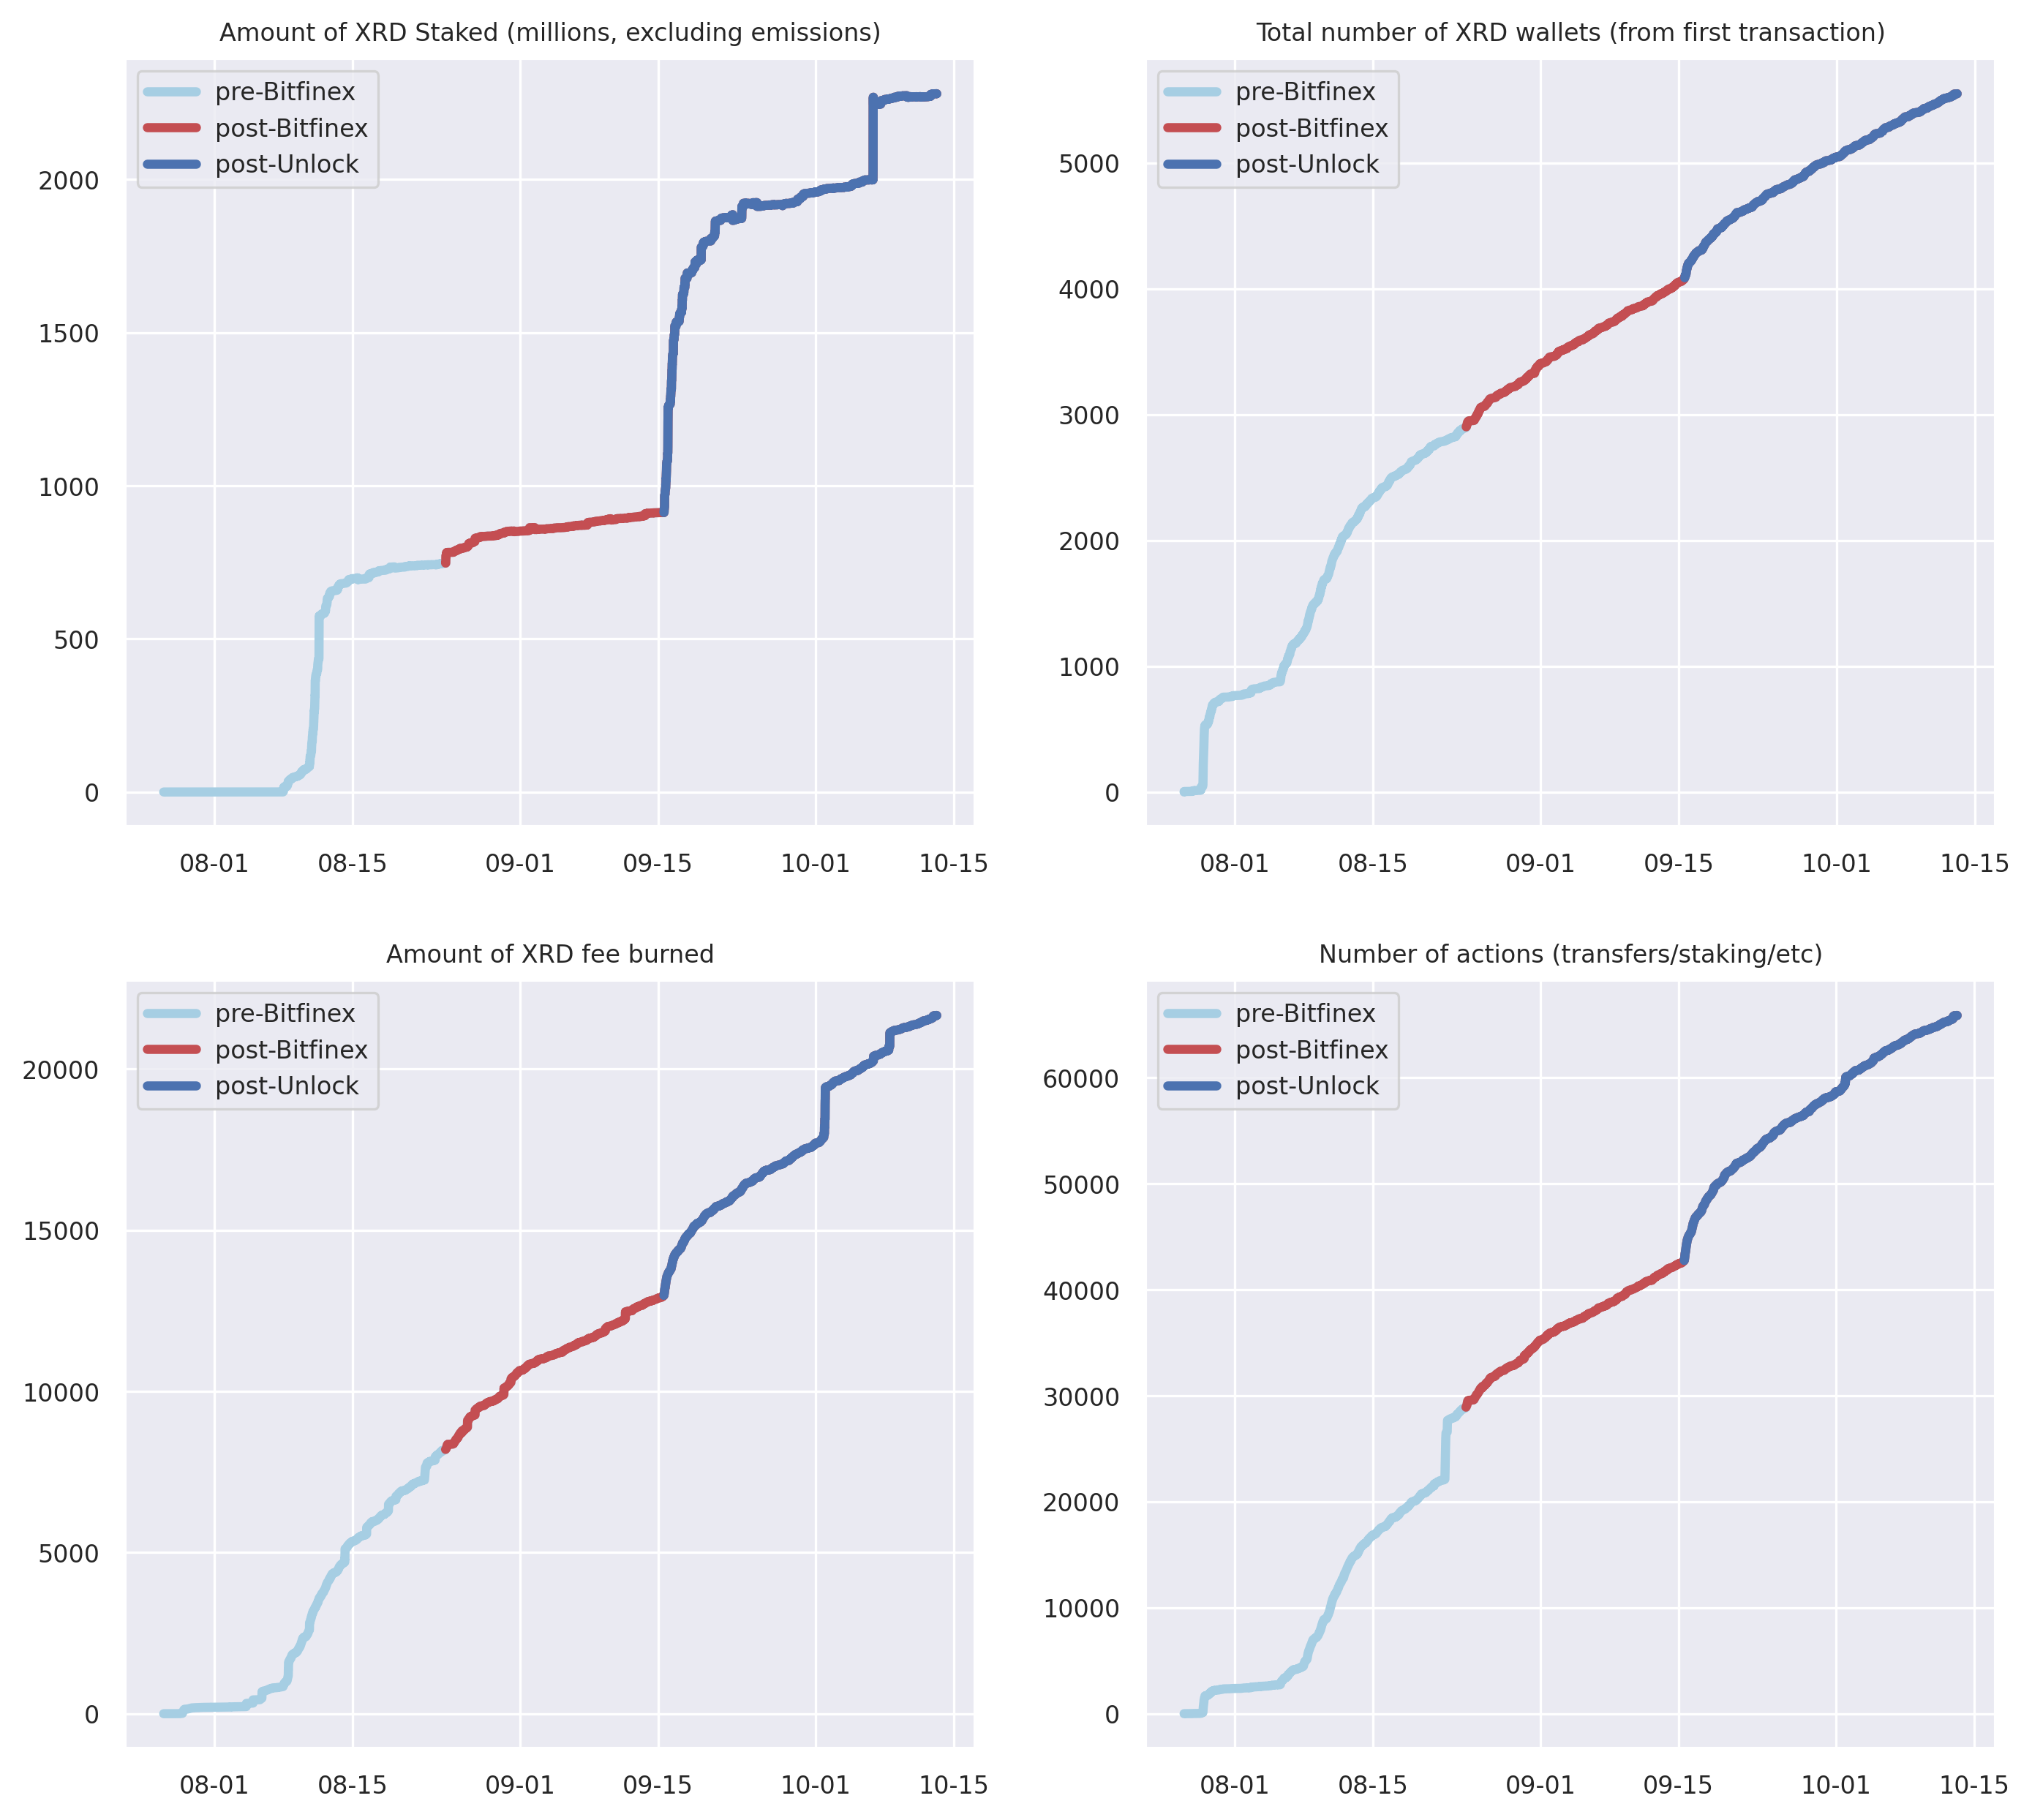 Amount of XRD Staked (millions, excluding emissions)
pre-Bitfinex
post-Bitfinex
post-Unlock
2000
1500
1000
500
0
08-01 08-15 09-01 09-15 10-01 10-15
Total number of XRD wallets (from first transaction)
pre-Bitfinex
post-Bitfinex
post-Unlock
5000
4000
3000
2000
1000
0
08-01 08-15 09-01 09-15 10-01 10-15
Amount of XRD fee burned
pre-Bitfinex
post-Bitfinex
post-Unlock
20000
15000
10000
5000
0
08-01 08-15 09-01 09-15 10-01 10-15
Number of actions (transfers/staking/etc)
pre-Bitfinex
post-Bitfinex
post-Unlock
60000
50000
40000
30000
20000
10000
0
08-01 08-15 09-01 09-15 10-01 10-15